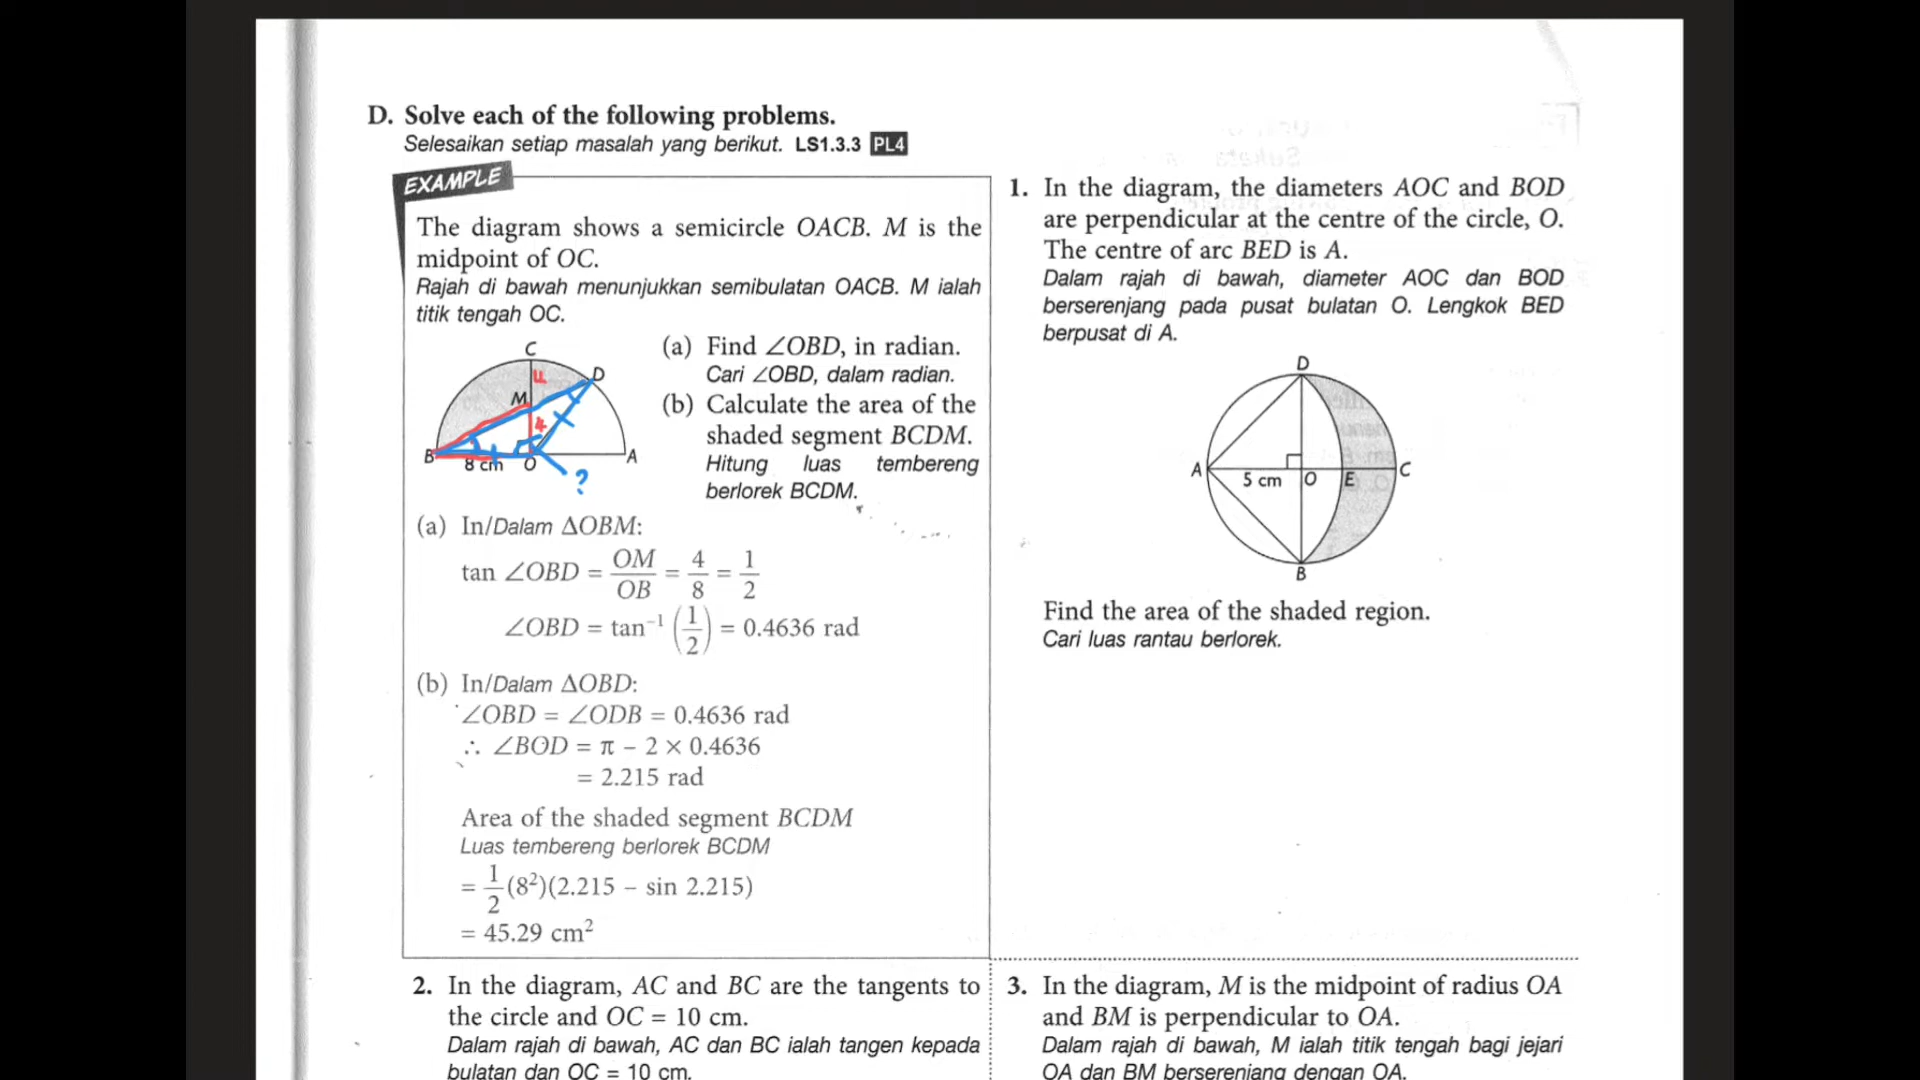 D. Solve each of the following problems.
Selesaikan setiap masalah yang berikut. LS1.3.3 PL4
EXAMPLE
The diagram shows a semicircle OACB. M is the
midpoint of OC.
Rajah di bawah menunjukkan semibulatan OACB. M ialah
titik tengah OC.
C
4
D
M
4
B
8 cm
O
A
?
(a) Find ∠OBD, in radian.
Cari ∠OBD, dalam radian.
(b) Calculate the area of the
shaded segment BCDM.
Hitung luas tembereng
berlorek BCDM.
(a) In/Dalam ΔOBM:
tan ∠OBD = OM/OB = 4/8 = 1/2
∠OBD = tan⁻¹ (1/2) = 0.4636 rad
(b) In/Dalam ΔOBD:
∠OBD = ∠ODB = 0.4636 rad
∴ ∠BOD = π − 2 × 0.4636
= 2.215 rad
Area of the shaded segment BCDM
Luas tembereng berlorek BCDM
= 1/2 (8²)(2.215 − sin 2.215)
= 45.29 cm²
1. In the diagram, the diameters AOC and BOD
are perpendicular at the centre of the circle, O.
The centre of arc BED is A.
Dalam rajah di bawah, diameter AOC dan BOD
berserenjang pada pusat bulatan O. Lengkok BED
berpusat di A.
D
A
5 cm
O
E
C
B
Find the area of the shaded region.
Cari luas rantau berlorek.
2. In the diagram, AC and BC are the tangents to
the circle and OC = 10 cm.
Dalam rajah di bawah, AC dan BC ialah tangen kepada
bulatan dan OC = 10 cm.
3. In the diagram, M is the midpoint of radius OA
and BM is perpendicular to OA.
Dalam rajah di bawah, M ialah titik tengah bagi jejari
OA dan BM berserenjang dengan OA.